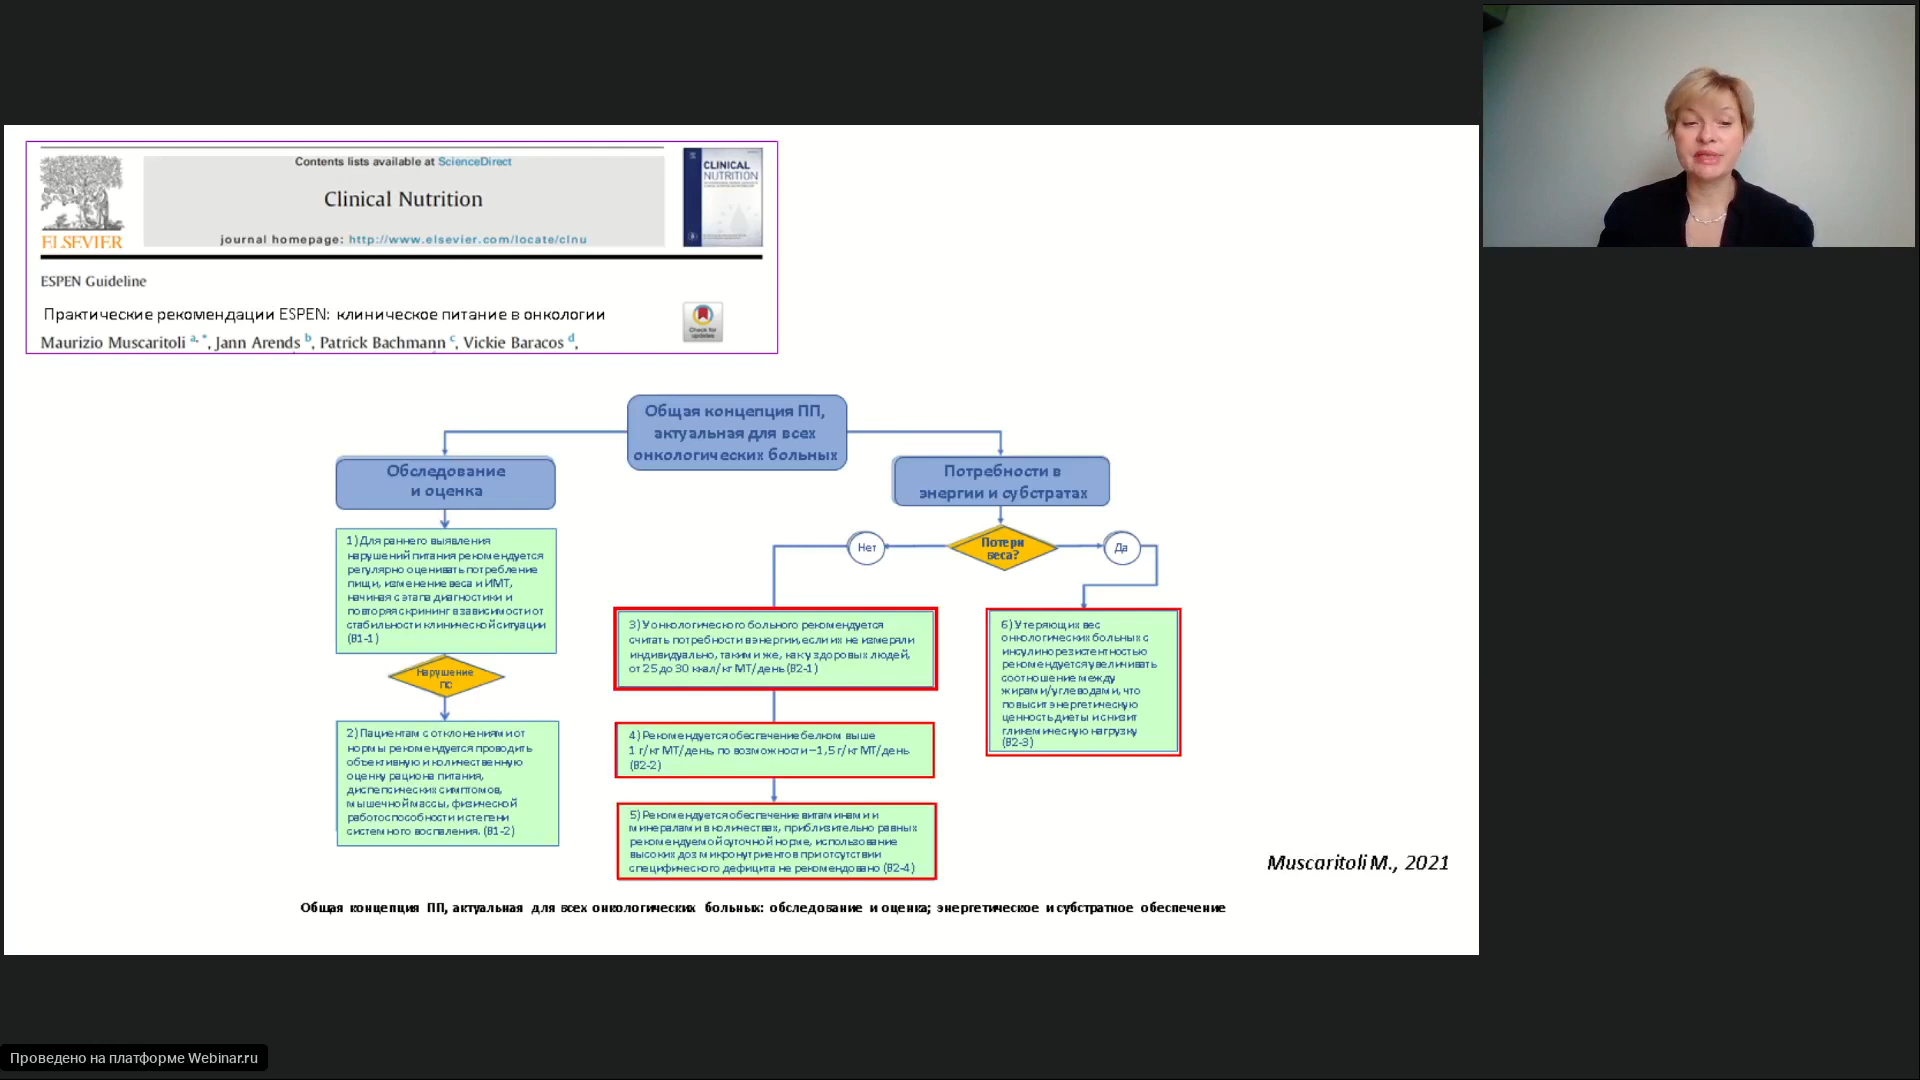 Contents lists available at ScienceDirect
Clinical Nutrition
journal homepage: http://www.elsevier.com/locate/clnu
ELSEVIER
CLINICAL
NUTRITION
ESPEN Guideline
Практические рекомендации ESPEN: клиническое питание в онкологии
Check for
updates
Maurizio Muscaritoli a, *, Jann Arends b, Patrick Bachmann c, Vickie Baracos d,
Общая концепция ПП,
актуальная для всех
онкологических больных
Обследование
и оценка
1) Для раннего выявления
нарушений питания рекомендуется
регулярно оценивать потребление
пищи, изменение веса и ИМТ,
начиная с этапа диагностики и
повторяя скрининг в зависимости от
стабильности клинической ситуации
(B1-1)
Нарушение
ПС
2) Пациентам с отклонениями от
нормы рекомендуется проводить
объективную и количественную
оценку рациона питания,
диспепсических симптомов,
мышечной массы, физической
работоспособности и степени
системного воспаления. (B1-2)
Потребности в
энергии и субстратах
Потери
веса?
Нет
Да
3) У онкологического больного рекомендуется
считать потребности в энергии, если их не измеряли
индивидуально, такими же, как у здоровых людей,
от 25 до 30 ккал/кг МТ/день (B2-1)
4) Рекомендуется обеспечение белком выше
1 г/кг МТ/день, по возможности – 1,5 г/кг МТ/день
(B2-2)
5) Рекомендуется обеспечение витаминами и
минералами в количествах, приблизительно равных
рекомендуемой суточной норме, использование
высоких доз микронутриентов при отсутствии
специфического дефицита не рекомендовано (B2-4)
6) У теряющих вес
онкологических больных с
инсулинорезистентностью
рекомендуется увеличивать
соотношение между
жирами/углеводами, что
повысит энергетическую
ценность диеты и снизит
гликемическую нагрузку
(B2-3)
Muscaritoli M., 2021
Общая концепция ПП, актуальная для всех онкологических больных: обследование и оценка; энергетическое и субстратное обеспечение
Проведено на платформе Webinar.ru